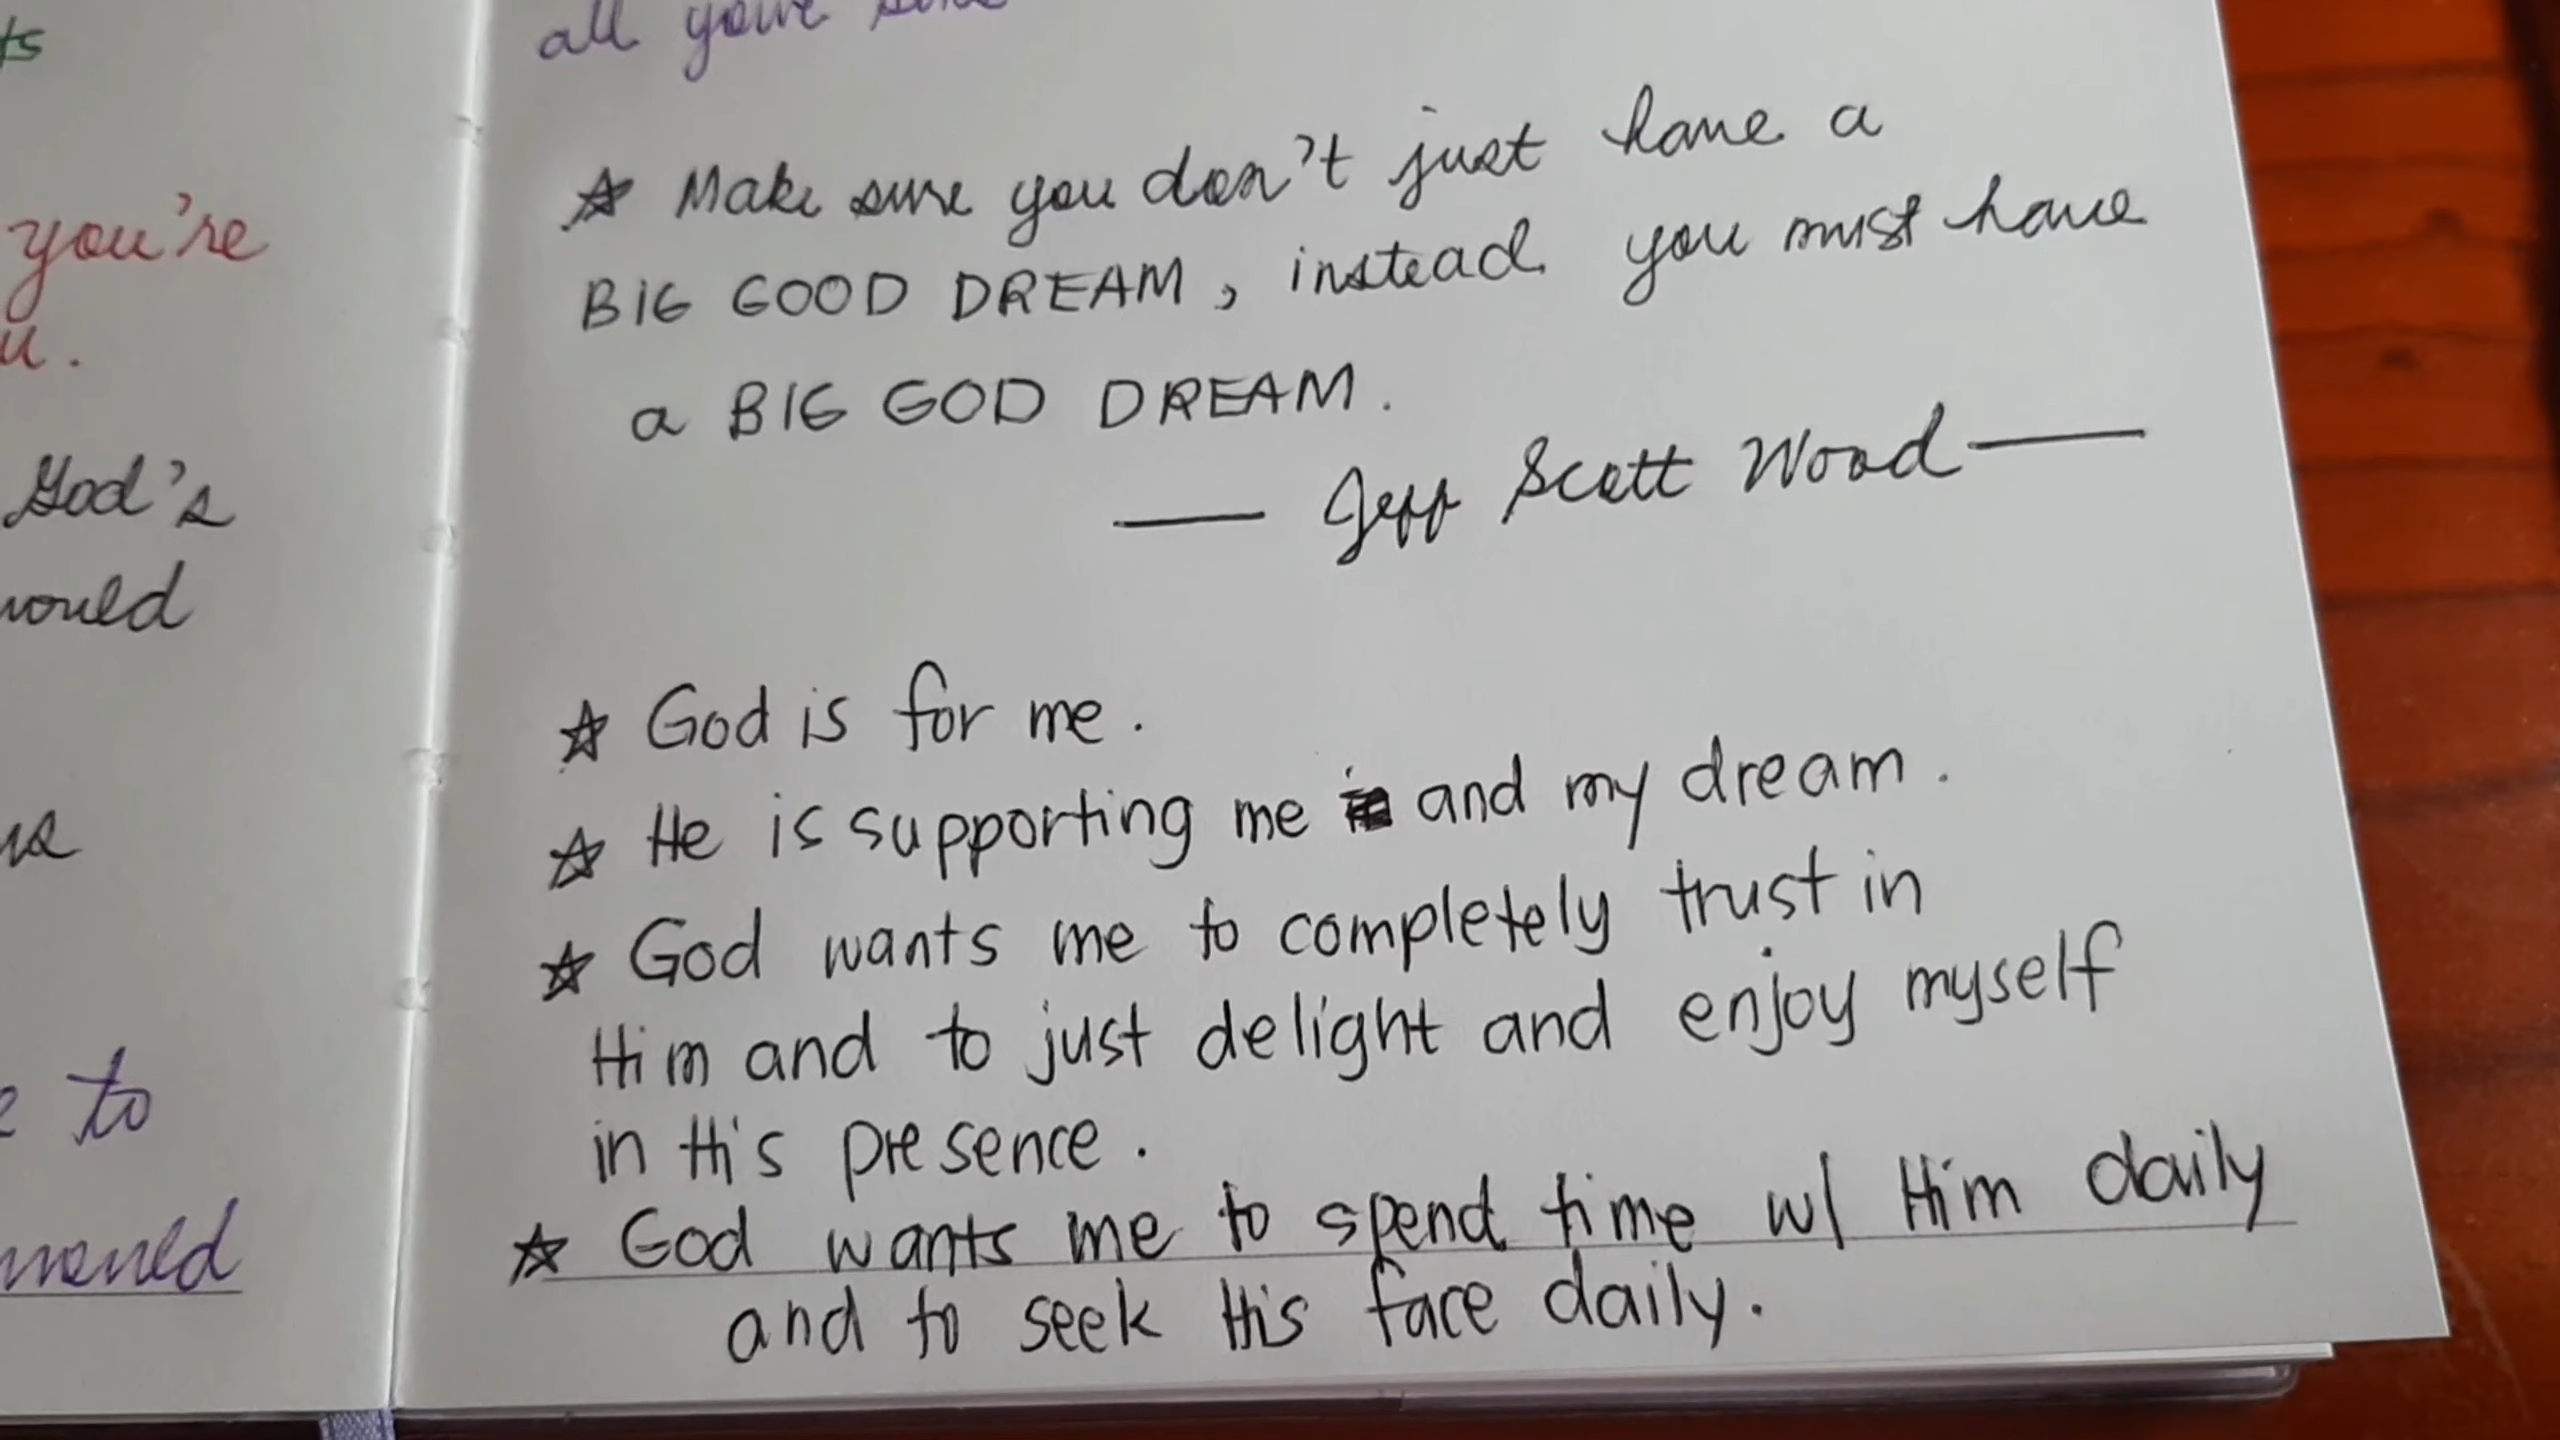 ts
you're
u.
God's
would
us
to
would
all your
☆ Make sure you don't just have a
BIG GOOD DREAM, instead you must have
a BIG GOD DREAM.
— Jeff Scott Wood —
☆ God is for me.
☆ He is supporting me and my dream.
☆ God wants me to completely trust in
Him and to just delight and enjoy myself
in His presence.
☆ God wants me to spend time w/ Him daily
and to seek His face daily.